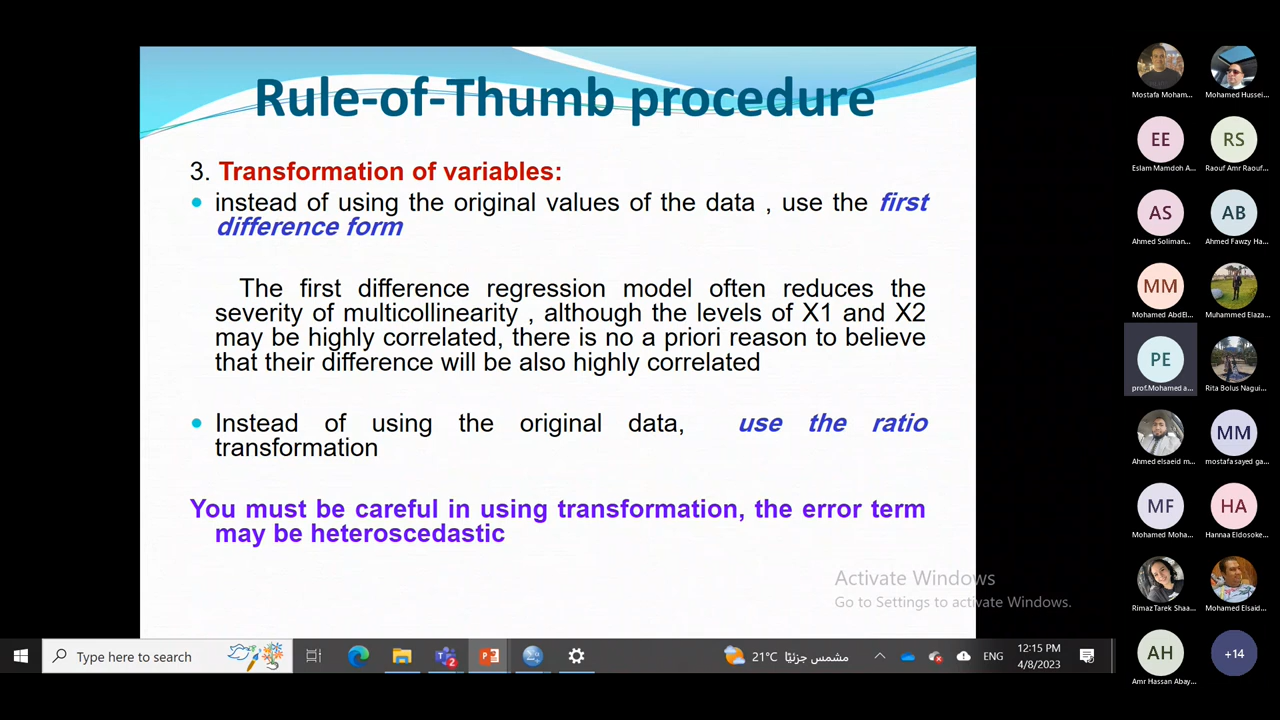 Rule-of-Thumb procedure
3. Transformation of variables:
instead of using the original values of the data , use the first
difference form
The first difference regression model often reduces the
severity of multicollinearity , although the levels of X1 and X2
may be highly correlated, there is no a priori reason to believe
that their difference will be also highly correlated
Instead of using the original data, use the ratio
transformation
You must be careful in using transformation, the error term
may be heteroscedastic
Activate Windows
Go to Settings to activate Windows.
Type here to search
2
21°C مشمس جزئيًا
ENG
12:15 PM
4/8/2023
Mostafa Moham...
Mohamed Hussei...
EE
RS
Eslam Mamdoh A...
Raouf Amr Raouf...
AS
AB
Ahmed Soliman...
Ahmed Fawzy Ha...
MM
Mohamed AbdEl...
Muhammed Elaza...
PE
prof.Mohamed a...
Rita Bolus Nagui...
MM
Ahmed elsaeid m...
mostafa sayed ga...
MF
HA
Mohamed Moha...
Hannaa Eldosoke...
Rimaz Tarek Shaa...
Mohamed Elsaid...
AH
+14
Amr Hassan Abay...